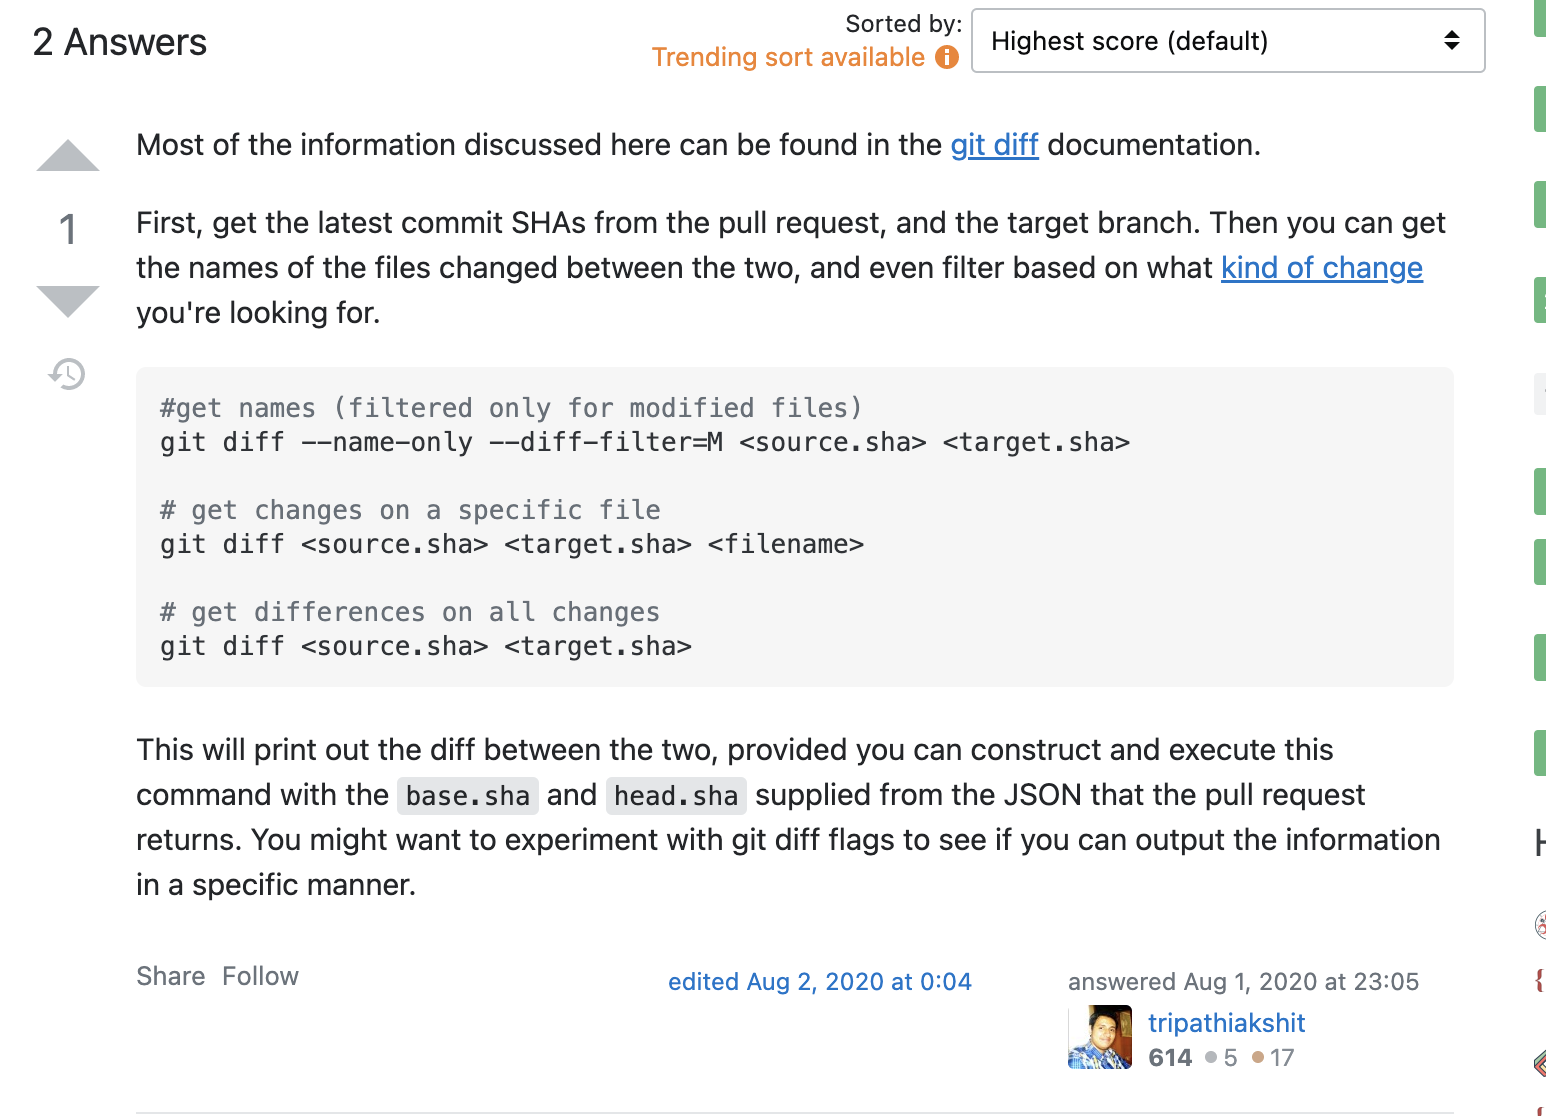 2 Answers
Sorted by:
Trending sort available
Highest score (default)
Most of the information discussed here can be found in the git diff documentation.
1
First, get the latest commit SHAs from the pull request, and the target branch. Then you can get
the names of the files changed between the two, and even filter based on what kind of change
you're looking for.
#get names (filtered only for modified files)
git diff --name-only --diff-filter=M <source.sha> <target.sha>
# get changes on a specific file
git diff <source.sha> <target.sha> <filename>
# get differences on all changes
git diff <source.sha> <target.sha>
This will print out the diff between the two, provided you can construct and execute this
command with the base.sha and head.sha supplied from the JSON that the pull request
returns. You might want to experiment with git diff flags to see if you can output the information
in a specific manner.
Share Follow
edited Aug 2, 2020 at 0:04
answered Aug 1, 2020 at 23:05
tripathiakshit
614 ● 5 ● 17